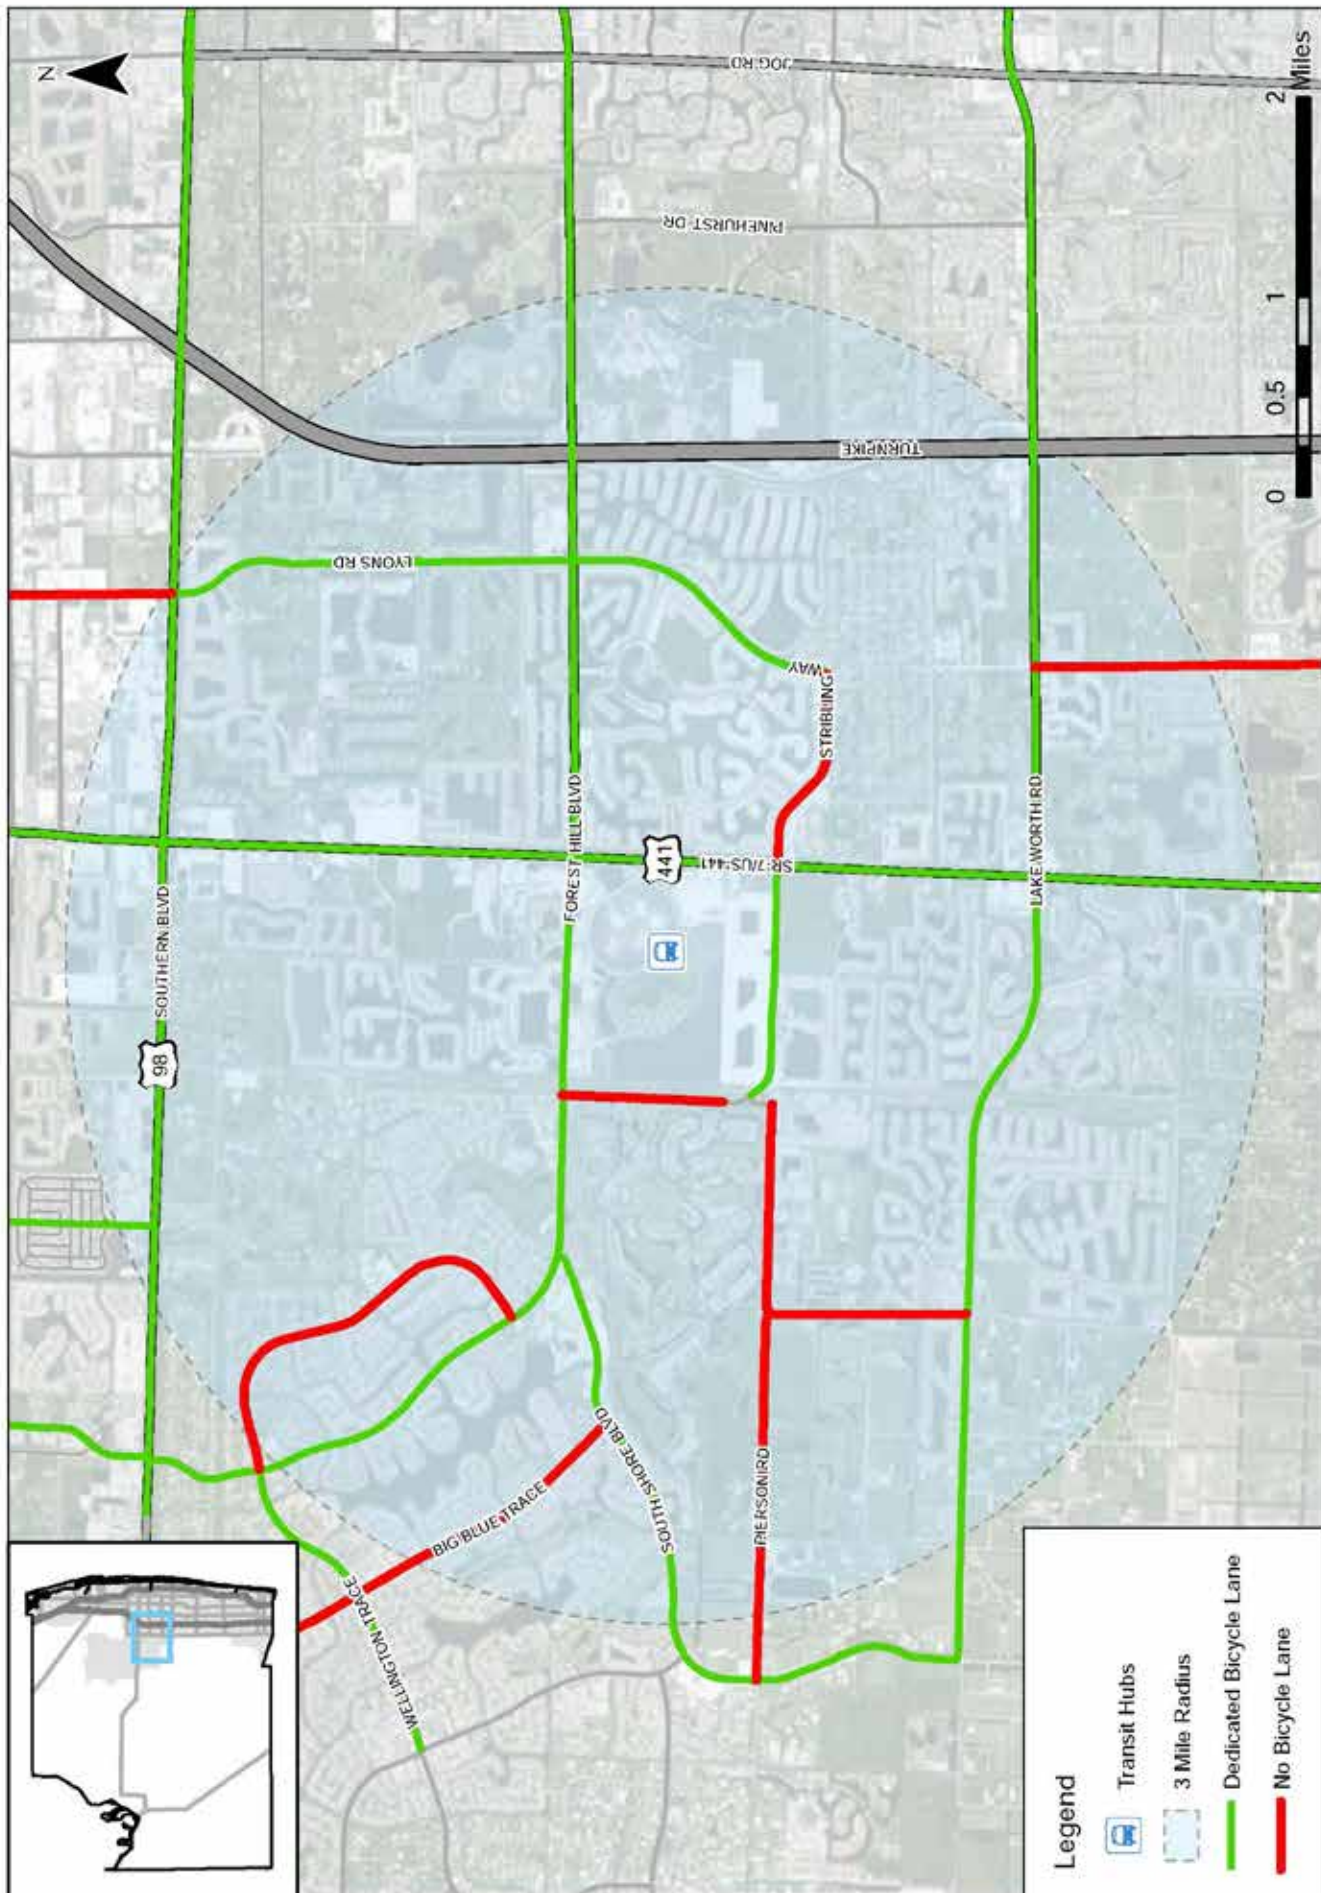 N
98
SOUTHERN BLVD
LYONS RD
WELLINGTON TRACE
BIG BLUE TRACE
FOREST HILL BLVD
SOUTH SHORE BLVD
441
SR 7/US-441
JOG RD
PINEHURST DR
PIERSON RD
STRIBLING
WAY
TURNPIKE
LAKE WORTH RD
Legend
Transit Hubs
3 Mile Radius
Dedicated Bicycle Lane
No Bicycle Lane
0 0.5 1 2
Miles